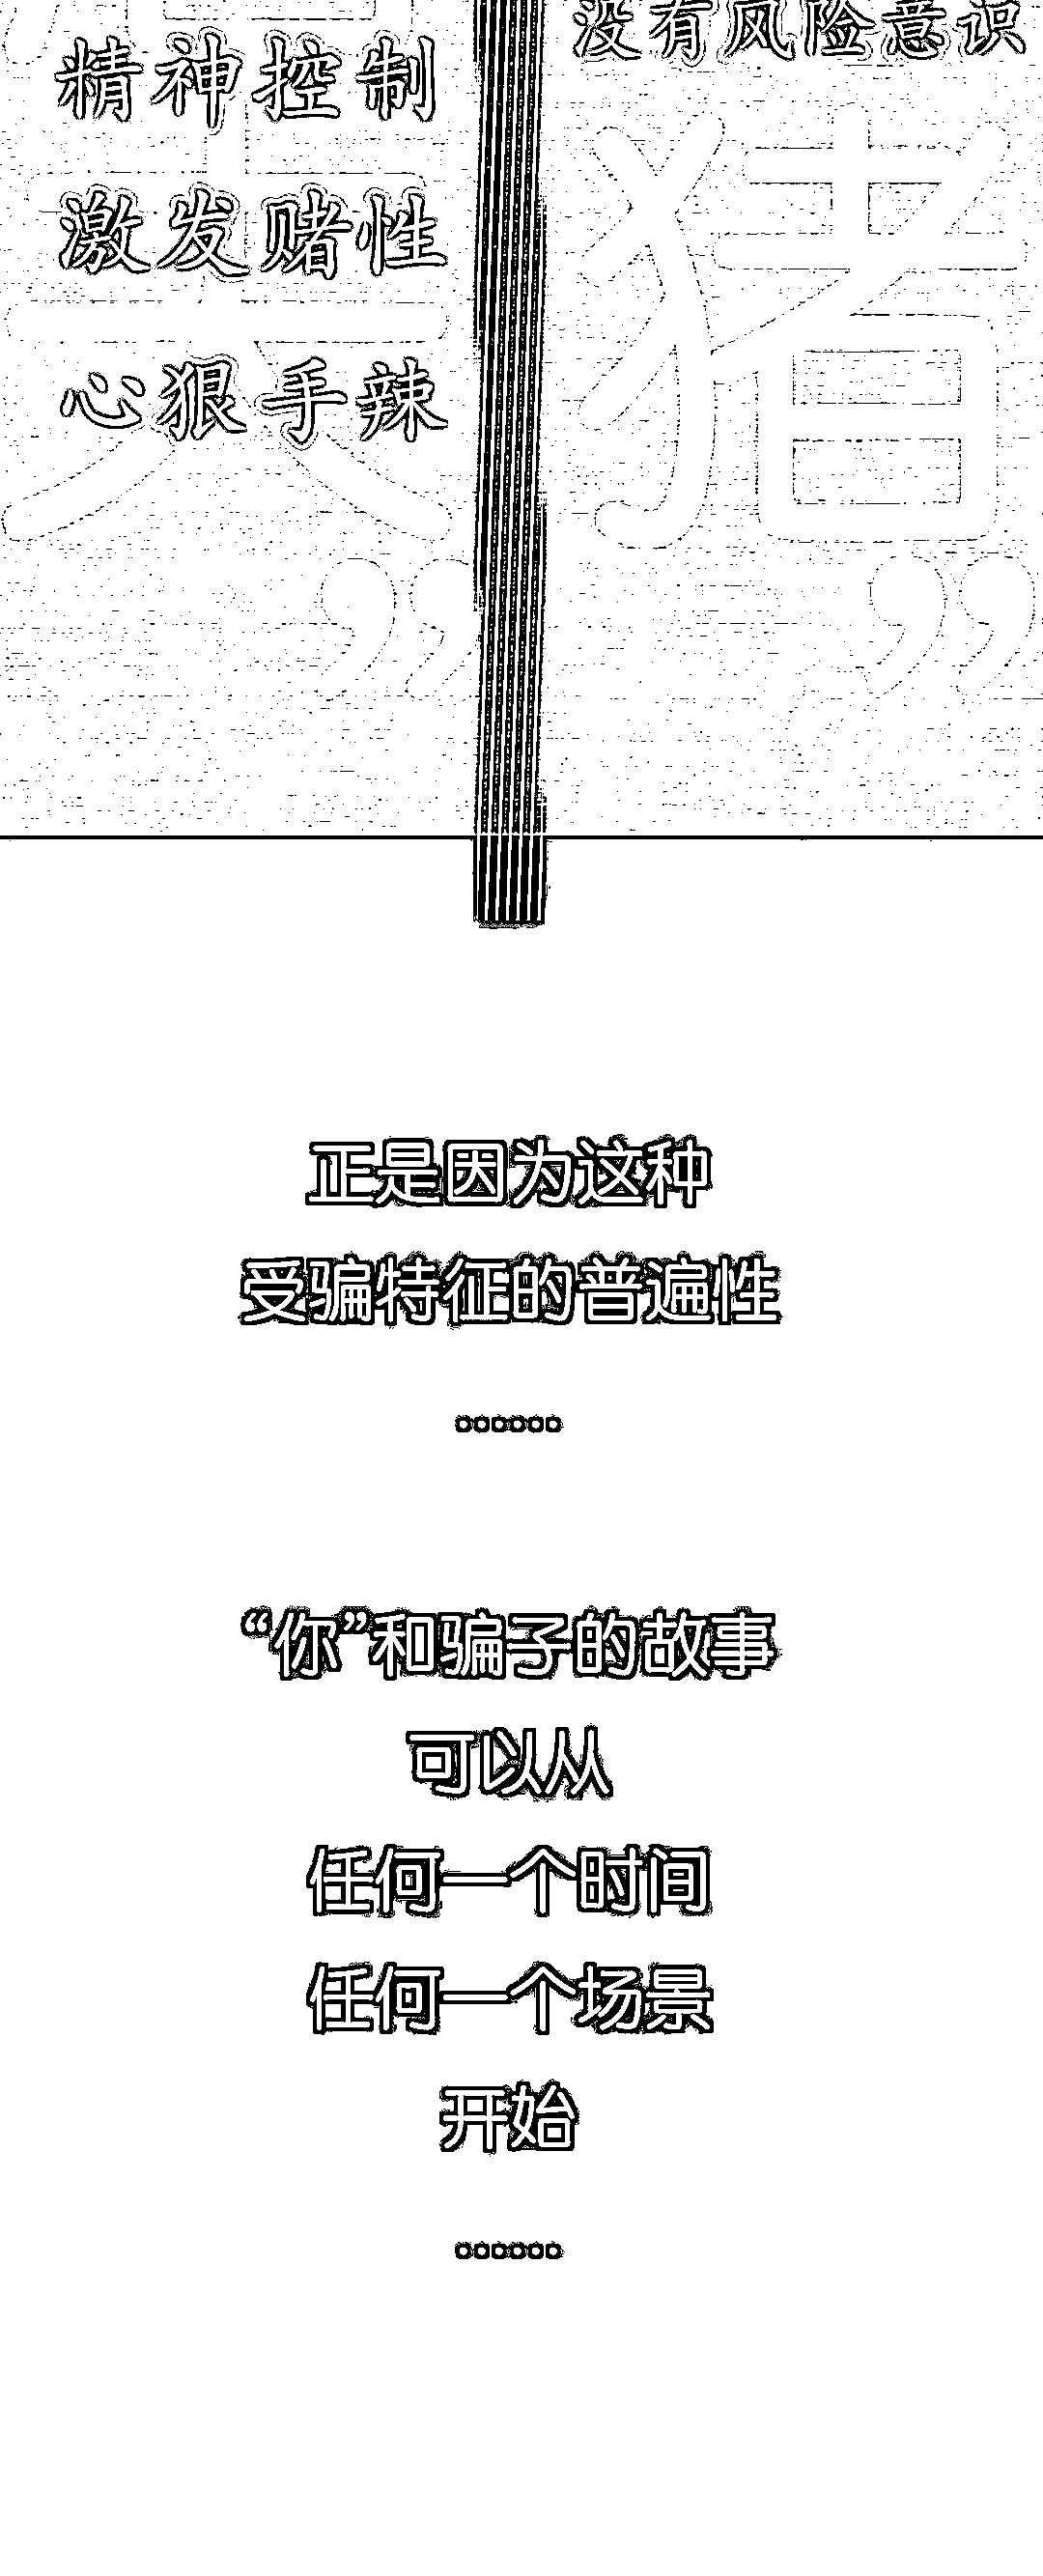 精神控制
激发赌性
心狠手辣
”
没有风险意识
猪
”
正是因为这种
受骗特征的普遍性
……
“你”和骗子的故事
可以从
任何一个时间
任何一个场景
开始
……